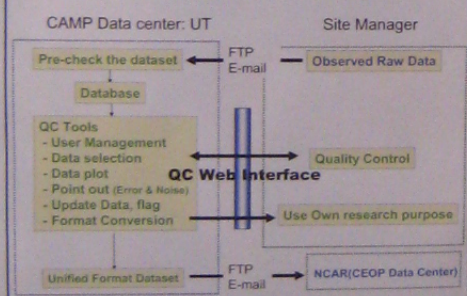 CAMP Data center: UT
Site Manager
Pre-check the dataset
FTP
E-mail
Observed Raw Data
Database
QC Tools
- User Management
- Data selection
- Data plot
- Point out (Error & Noise)
- Update Data, flag
- Format Conversion
QC Web Interface
Quality Control
Use Own research purpose
Unified Format Dataset
FTP
E-mail
NCAR(CEOP Data Center)